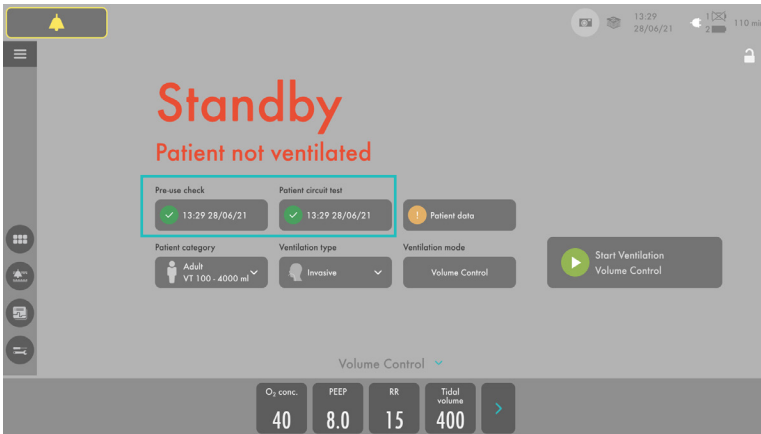 13:29
28/06/21
1
2
110 min
Standby
Patient not ventilated
Pre-use check
Patient circuit test
13:29 28/06/21
13:29 28/06/21
Patient data
Patient category
Ventilation type
Ventilation mode
Adult
VT 100 - 4000 ml
Invasive
Volume Control
Start Ventilation
Volume Control
Volume Control
O₂ conc.
40
PEEP
8.0
RR
15
Tidal
volume
400